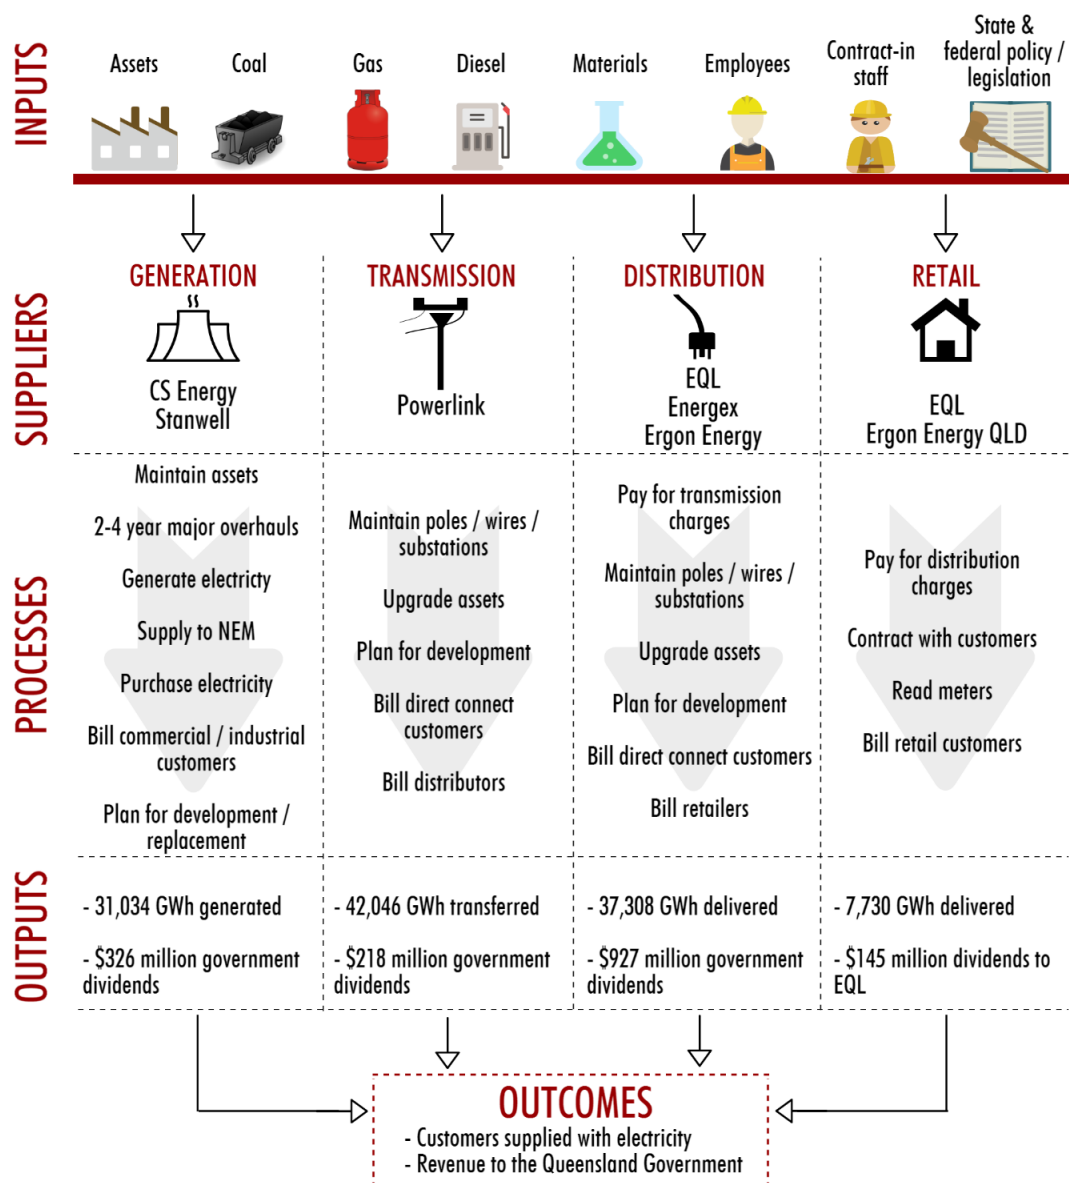 INPUTS
Assets
Coal
Gas
Diesel
Materials
Employees
Contract-in
staff
State &
federal policy /
legislation
SUPPLIERS
GENERATION
CS Energy
Stanwell
TRANSMISSION
Powerlink
DISTRIBUTION
EQL
Energex
Ergon Energy
RETAIL
EQL
Ergon Energy QLD
PROCESSES
Maintain assets
2-4 year major overhauls
Generate electricty
Supply to NEM
Purchase electricity
Bill commercial / industrial
customers
Plan for development /
replacement
Maintain poles / wires /
substations
Upgrade assets
Plan for development
Bill direct connect
customers
Bill distributors
Pay for transmission
charges
Maintain poles / wires /
substations
Upgrade assets
Plan for development
Bill direct connect customers
Bill retailers
Pay for distribution
charges
Contract with customers
Read meters
Bill retail customers
OUTPUTS
- 31,034 GWh generated
- $326 million government
dividends
- 42,046 GWh transferred
- $218 million government
dividends
- 37,308 GWh delivered
- $927 million government
dividends
- 7,730 GWh delivered
- $145 million dividends to
EQL
OUTCOMES
- Customers supplied with electricity
- Revenue to the Queensland Government